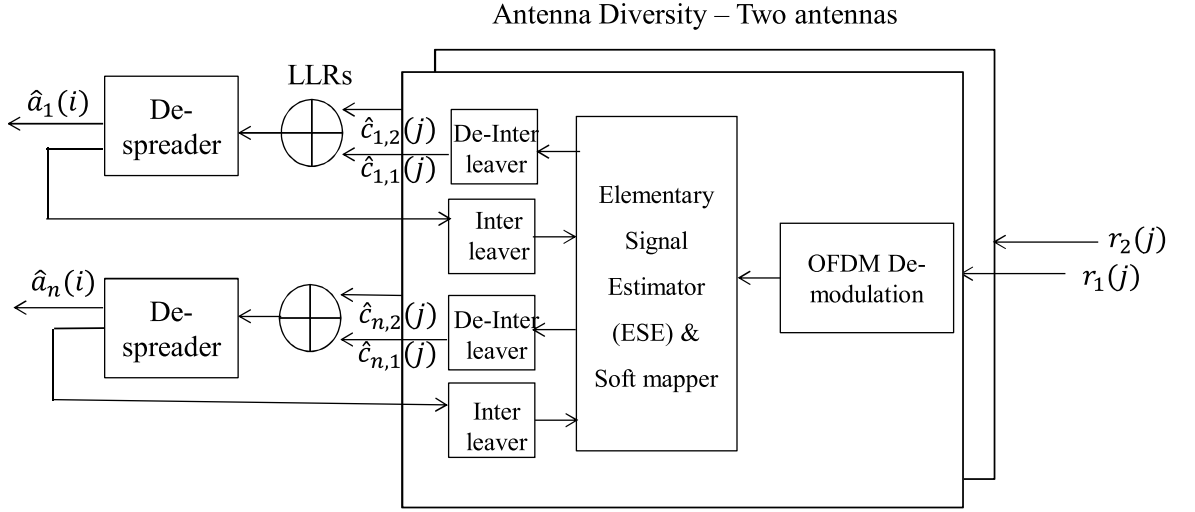 Antenna Diversity – Two antennas
LLRs
â₁(i)
De-
spreader
ĉ₁,₂(j)
ĉ₁,₁(j)
De-Inter
leaver
Inter
leaver
Elementary
Signal
Estimator
(ESE) &
Soft mapper
OFDM De-
modulation
r₂(j)
r₁(j)
âₙ(i)
De-
spreader
ĉₙ,₂(j)
ĉₙ,₁(j)
De-Inter
leaver
Inter
leaver